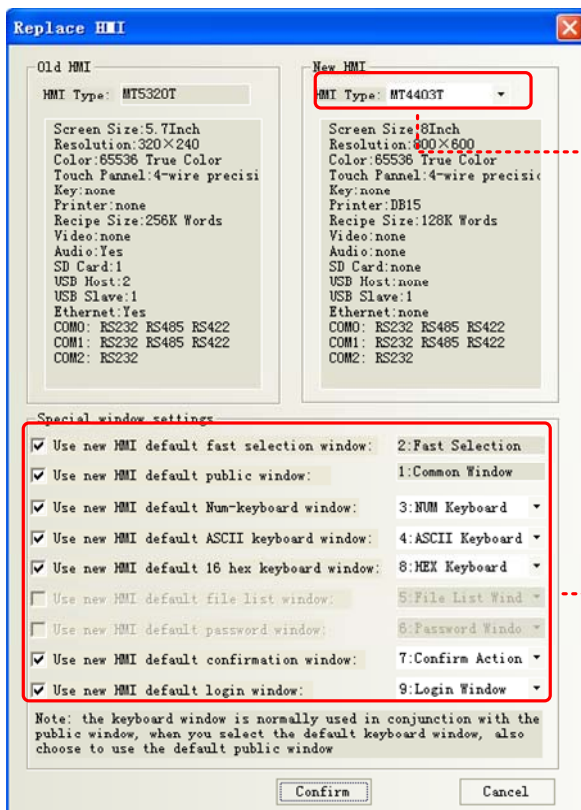 Replace HMI
Old HMI
HMI Type: MT5320T
Screen Size:5.7Inch
Resolution:320×240
Color:65536 True Color
Touch Pannel:4-wire precisi
Key:none
Printer:none
Recipe Size:256K Words
Video:none
Audio:Yes
SD Card:1
USB Host:2
USB Slave:1
Ethernet:Yes
COM0: RS232 RS485 RS422
COM1: RS232 RS485 RS422
COM2: RS232
New HMI
HMI Type: MT4403T
Screen Size:8Inch
Resolution:800×600
Color:65536 True Color
Touch Pannel:4-wire precisic
Key:none
Printer:DB15
Recipe Size:128K Words
Video:none
Audio:none
SD Card:none
USB Host:none
USB Slave:1
Ethernet:none
COM0: RS232 RS485 RS422
COM1: RS232 RS485 RS422
COM2: RS232
Special window settings
Use new HMI default fast selection window: 2:Fast Selection
Use new HMI default public window: 1:Common Window
Use new HMI default Num-keyboard window: 3:NUM Keyboard
Use new HMI default ASCII keyboard window: 4:ASCII Keyboard
Use new HMI default 16 hex keyboard window: 8:HEX Keyboard
Use new HMI default file list window: 5:File List Wind
Use new HMI default password window: 6:Password Windo
Use new HMI default confirmation window: 7:Confirm Action
Use new HMI default login window: 9:Login Window
Note: the keyboard window is normally used in conjunction with the
public window, when you select the default keyboard window, also
choose to use the default public window
Confirm Cancel